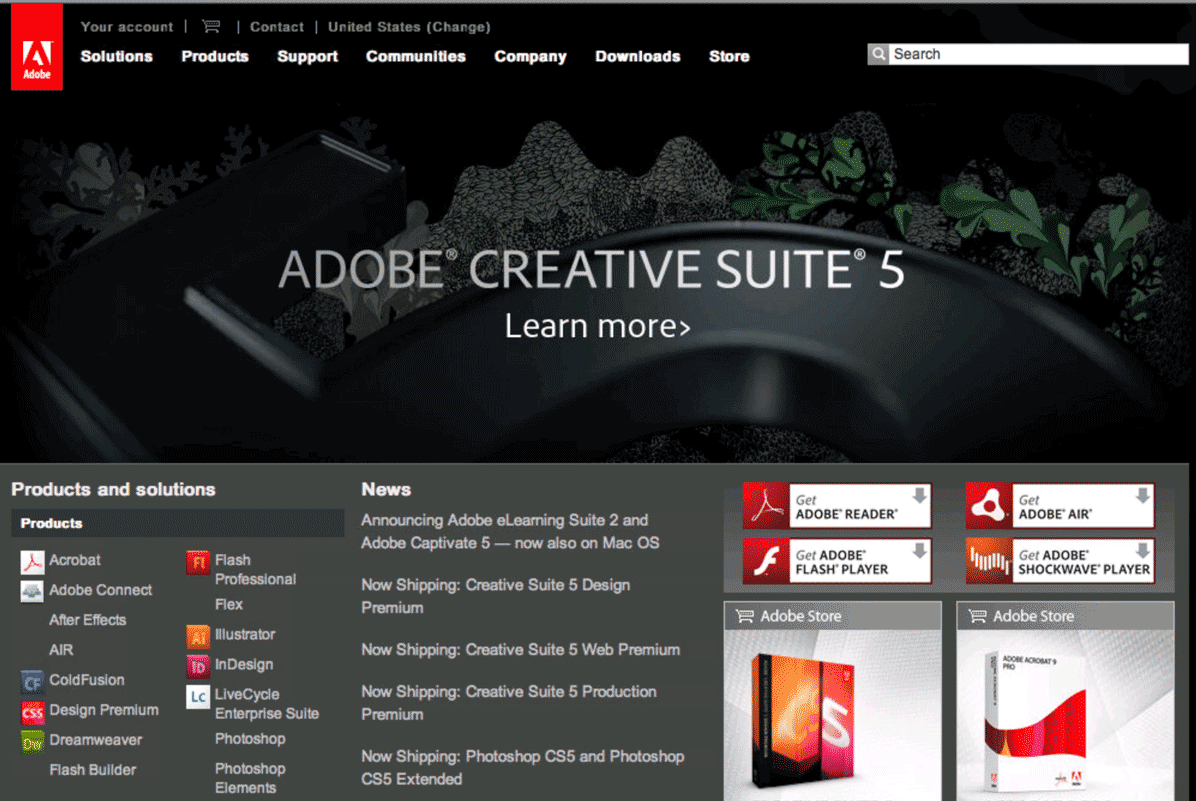 Adobe
Your account | | Contact | United States (Change)
Solutions Products Support Communities Company Downloads Store
Search
ADOBE® CREATIVE SUITE® 5
Learn more>
Products and solutions
Products
Acrobat
Adobe Connect
After Effects
AIR
CF
ColdFusion
CS5
Design Premium
Dw
Dreamweaver
Flash Builder
Fl
Flash
Professional
Flex
Ai
Illustrator
ID
InDesign
Lc
LiveCycle
Enterprise Suite
Photoshop
Photoshop
Elements
News
Announcing Adobe eLearning Suite 2 and
Adobe Captivate 5 — now also on Mac OS
Now Shipping: Creative Suite 5 Design
Premium
Now Shipping: Creative Suite 5 Web Premium
Now Shipping: Creative Suite 5 Production
Premium
Now Shipping: Photoshop CS5 and Photoshop
CS5 Extended
Get
ADOBE® READER®
Get
ADOBE® AIR®
Get ADOBE®
FLASH® PLAYER
Get ADOBE®
SHOCKWAVE® PLAYER
Adobe Store
5
Adobe Store
ADOBE ACROBAT 9
PRO